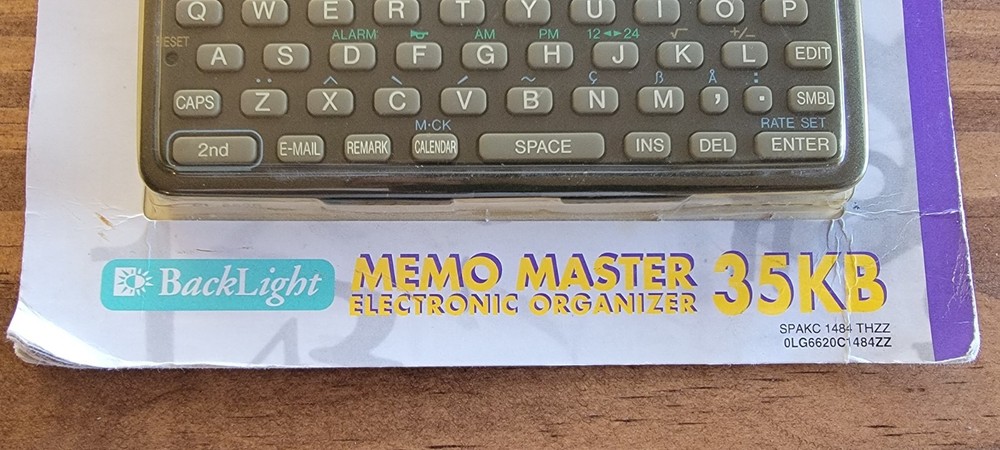 Q W E R T Y U I O P
RESET ALARM AM PM 12◄►24 √ +/−
A S D F G H J K L EDIT
¨ ^ ` ´ ~ ç ß Å :
CAPS Z X C V B N M , . SMBL
M·CK RATE SET
2nd E-MAIL REMARK CALENDAR SPACE INS DEL ENTER
BackLight MEMO MASTER 35KB
ELECTRONIC ORGANIZER
SPAKC 1484 THZZ
0LG6620C1484ZZ